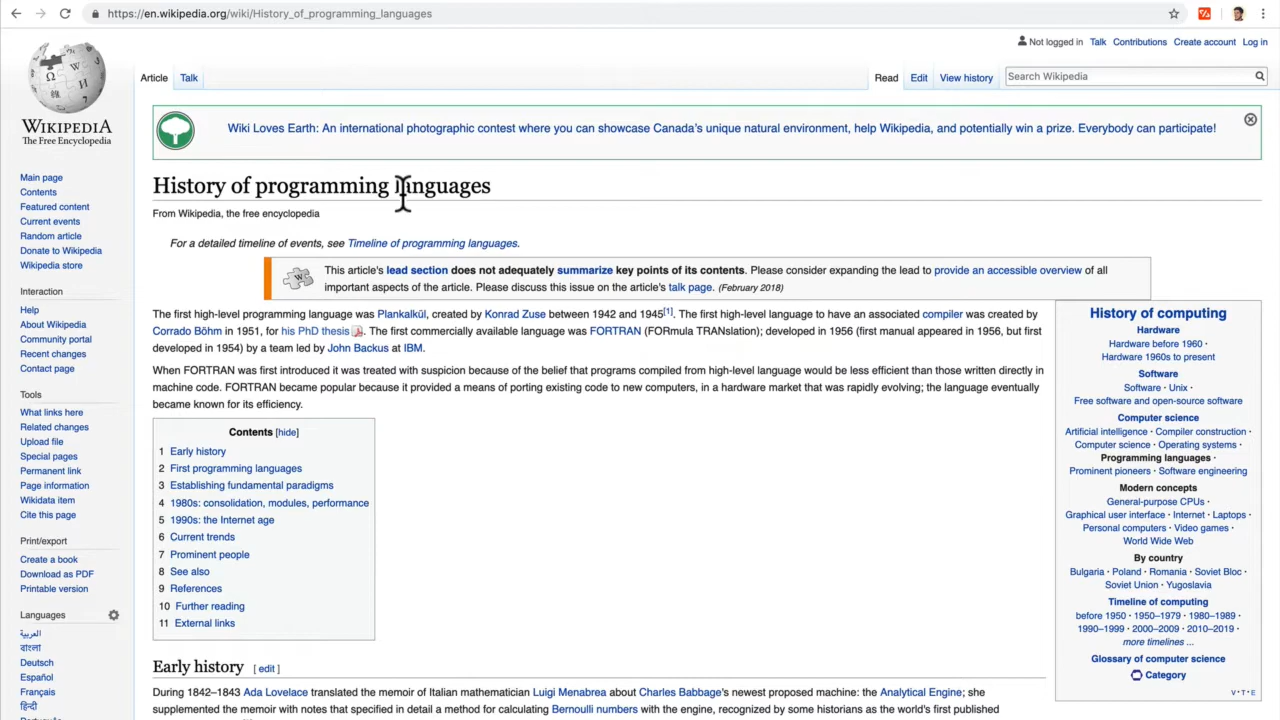 https://en.wikipedia.org/wiki/History_of_programming_languages
Not logged in Talk Contributions Create account Log in
Article Talk Read Edit View history Search Wikipedia
WIKIPEDIA
The Free Encyclopedia
Wiki Loves Earth: An international photographic contest where you can showcase Canada's unique natural environment, help Wikipedia, and potentially win a prize. Everybody can participate!
Main page
Contents
Featured content
Current events
Random article
Donate to Wikipedia
Wikipedia store
Interaction
Help
About Wikipedia
Community portal
Recent changes
Contact page
Tools
What links here
Related changes
Upload file
Special pages
Permanent link
Page information
Wikidata item
Cite this page
Print/export
Create a book
Download as PDF
Printable version
Languages
العربية
বাংলা
Deutsch
Español
Français
हिन्दी
History of programming languages
From Wikipedia, the free encyclopedia
For a detailed timeline of events, see Timeline of programming languages.
This article's lead section does not adequately summarize key points of its contents. Please consider expanding the lead to provide an accessible overview of all
important aspects of the article. Please discuss this issue on the article's talk page. (February 2018)
The first high-level programming language was Plankalkül, created by Konrad Zuse between 1942 and 1945[1]. The first high-level language to have an associated compiler was created by
Corrado Böhm in 1951, for his PhD thesis. The first commercially available language was FORTRAN (FORmula TRANslation); developed in 1956 (first manual appeared in 1956, but first
developed in 1954) by a team led by John Backus at IBM.
When FORTRAN was first introduced it was treated with suspicion because of the belief that programs compiled from high-level language would be less efficient than those written directly in
machine code. FORTRAN became popular because it provided a means of porting existing code to new computers, in a hardware market that was rapidly evolving; the language eventually
became known for its efficiency.
Contents [hide]
1 Early history
2 First programming languages
3 Establishing fundamental paradigms
4 1980s: consolidation, modules, performance
5 1990s: the Internet age
6 Current trends
7 Prominent people
8 See also
9 References
10 Further reading
11 External links
Early history [ edit ]
During 1842–1843 Ada Lovelace translated the memoir of Italian mathematician Luigi Menabrea about Charles Babbage's newest proposed machine: the Analytical Engine; she
supplemented the memoir with notes that specified in detail a method for calculating Bernoulli numbers with the engine, recognized by some historians as the world's first published
History of computing
Hardware
Hardware before 1960 ·
Hardware 1960s to present
Software
Software · Unix ·
Free software and open-source software
Computer science
Artificial intelligence · Compiler construction ·
Computer science · Operating systems ·
Programming languages ·
Prominent pioneers · Software engineering
Modern concepts
General-purpose CPUs ·
Graphical user interface · Internet · Laptops ·
Personal computers · Video games ·
World Wide Web
By country
Bulgaria · Poland · Romania · Soviet Bloc ·
Soviet Union · Yugoslavia
Timeline of computing
before 1950 · 1950–1979 · 1980–1989 ·
1990–1999 · 2000–2009 · 2010–2019 ·
more timelines ...
Glossary of computer science
Category
V · T · E